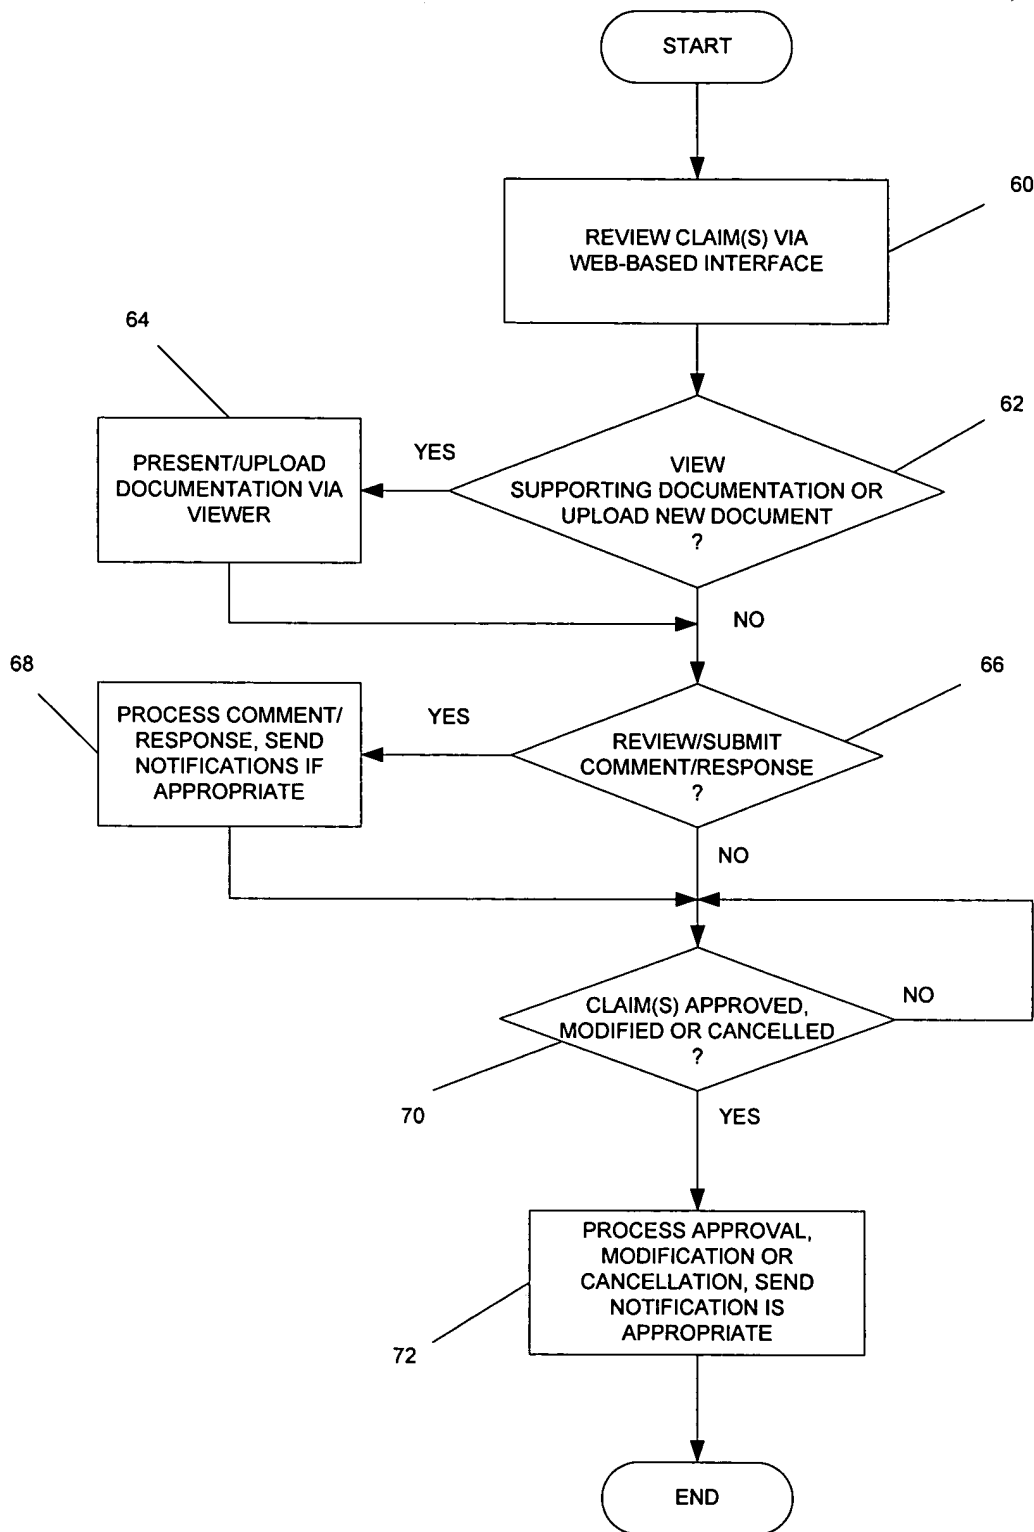 START
60
REVIEW CLAIM(S) VIA
WEB-BASED INTERFACE
64
62
YES
VIEW
SUPPORTING DOCUMENTATION OR
UPLOAD NEW DOCUMENT
?
PRESENT/UPLOAD
DOCUMENTATION VIA
VIEWER
NO
68
66
YES
PROCESS COMMENT/
RESPONSE, SEND
NOTIFICATIONS IF
APPROPRIATE
REVIEW/SUBMIT
COMMENT/RESPONSE
?
NO
CLAIM(S) APPROVED,
MODIFIED OR CANCELLED
?
NO
70
YES
PROCESS APPROVAL,
MODIFICATION OR
CANCELLATION, SEND
NOTIFICATION IS
APPROPRIATE
72
END